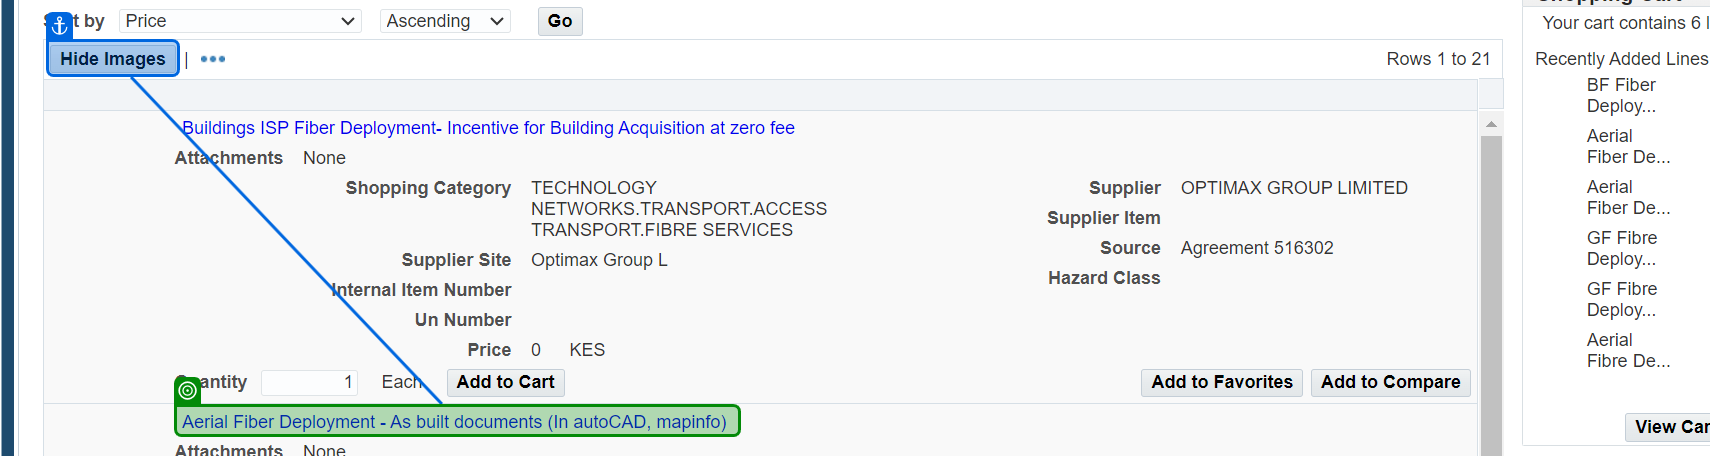 by Price Ascending Go
Hide Images | •••
Rows 1 to 21
Buildings ISP Fiber Deployment- Incentive for Building Acquisition at zero fee
Attachments None
Shopping Category TECHNOLOGY
NETWORKS.TRANSPORT.ACCESS
TRANSPORT.FIBRE SERVICES
Supplier Site Optimax Group L
Internal Item Number
Un Number
Price 0 KES
Supplier OPTIMAX GROUP LIMITED
Supplier Item
Source Agreement 516302
Hazard Class
Quantity 1 Each Add to Cart Add to Favorites Add to Compare
Aerial Fiber Deployment - As built documents (In autoCAD, mapinfo)
Attachments None
Your cart contains 6
Recently Added Lines
BF Fiber
Deploy...
Aerial
Fiber De...
Aerial
Fiber De...
GF Fibre
Deploy...
GF Fibre
Deploy...
Aerial
Fibre De...
View